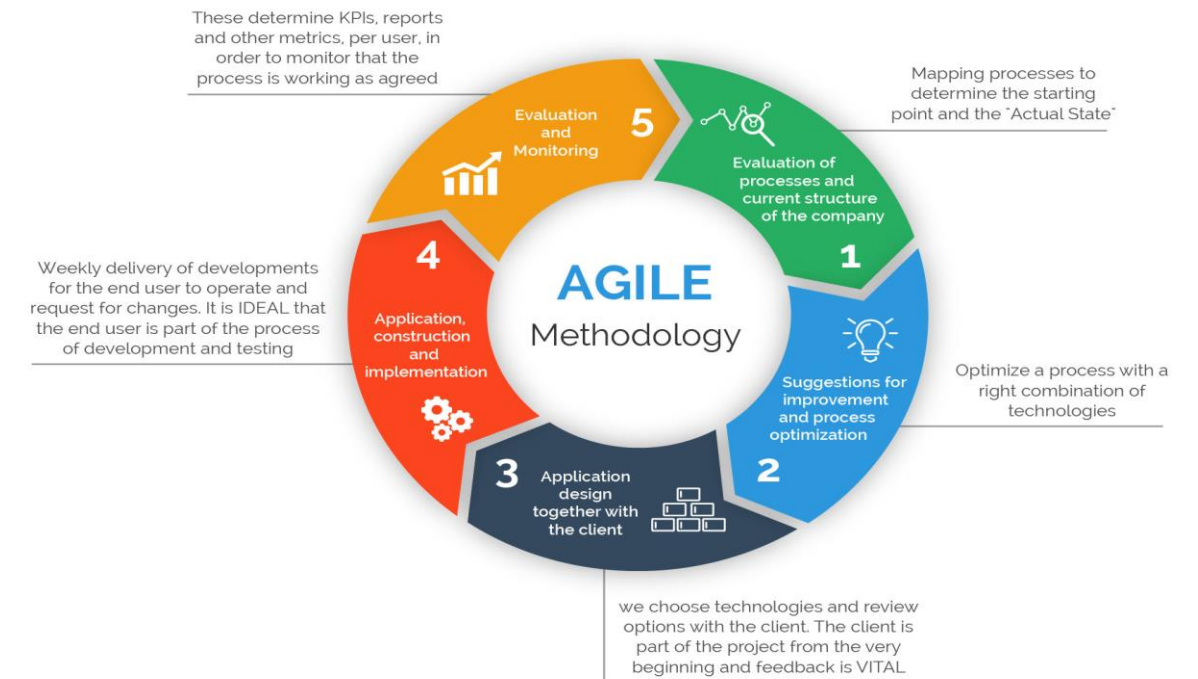 AGILE
Methodology
Mapping processes to
determine the starting
point and the "Actual State"
Evaluation of
processes and
current structure
of the company
1
Optimize a process with a
right combination of
technologies
Suggestions for
improvement
and process
optimization
2
3
Application
design
together with
the client
we choose technologies and review
options with the client. The client is
part of the project from the very
beginning and feedback is VITAL
4
Application,
construction
and
implementation
Weekly delivery of developments
for the end user to operate and
request for changes. It is IDEAL that
the end user is part of the process
of development and testing
These determine KPIs, reports
and other metrics, per user, in
order to monitor that the
process is working as agreed
Evaluation
and
Monitoring
5